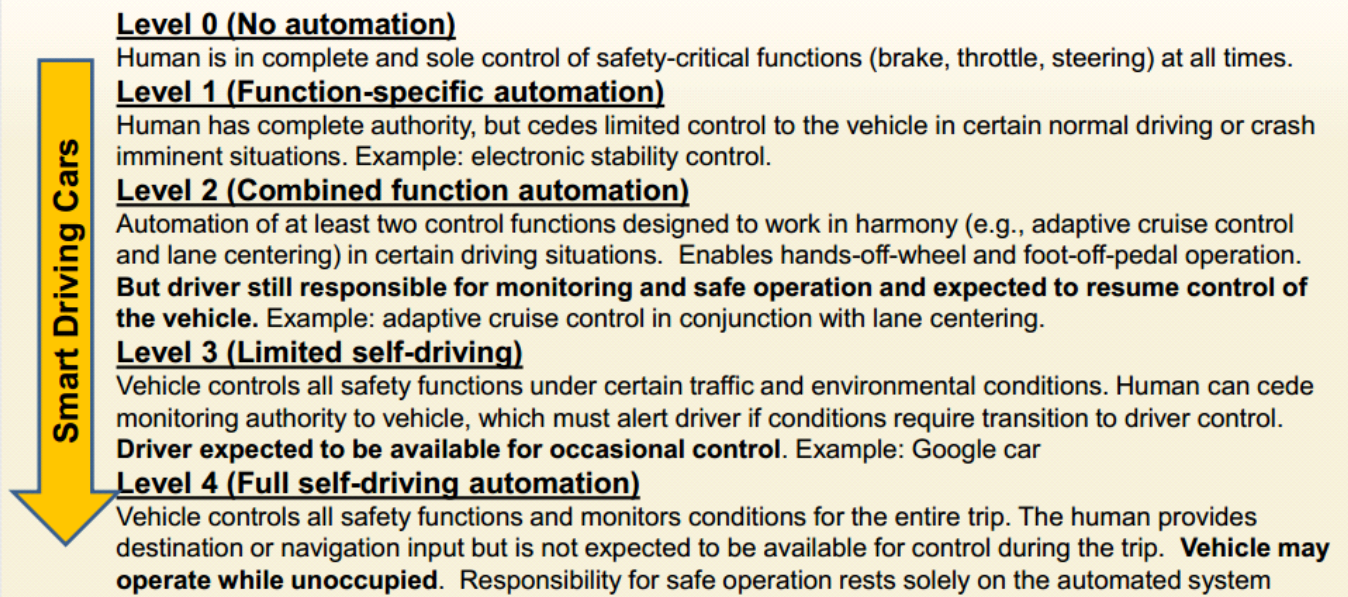 Level 0 (No automation)
Human is in complete and sole control of safety-critical functions (brake, throttle, steering) at all times.
Level 1 (Function-specific automation)
Human has complete authority, but cedes limited control to the vehicle in certain normal driving or crash
imminent situations. Example: electronic stability control.
Level 2 (Combined function automation)
Automation of at least two control functions designed to work in harmony (e.g., adaptive cruise control
and lane centering) in certain driving situations.  Enables hands-off-wheel and foot-off-pedal operation.
But driver still responsible for monitoring and safe operation and expected to resume control of
the vehicle. Example: adaptive cruise control in conjunction with lane centering.
Level 3 (Limited self-driving)
Vehicle controls all safety functions under certain traffic and environmental conditions. Human can cede
monitoring authority to vehicle, which must alert driver if conditions require transition to driver control.
Driver expected to be available for occasional control. Example: Google car
Level 4 (Full self-driving automation)
Vehicle controls all safety functions and monitors conditions for the entire trip. The human provides
destination or navigation input but is not expected to be available for control during the trip.  Vehicle may
operate while unoccupied.  Responsibility for safe operation rests solely on the automated system
Smart Driving Cars